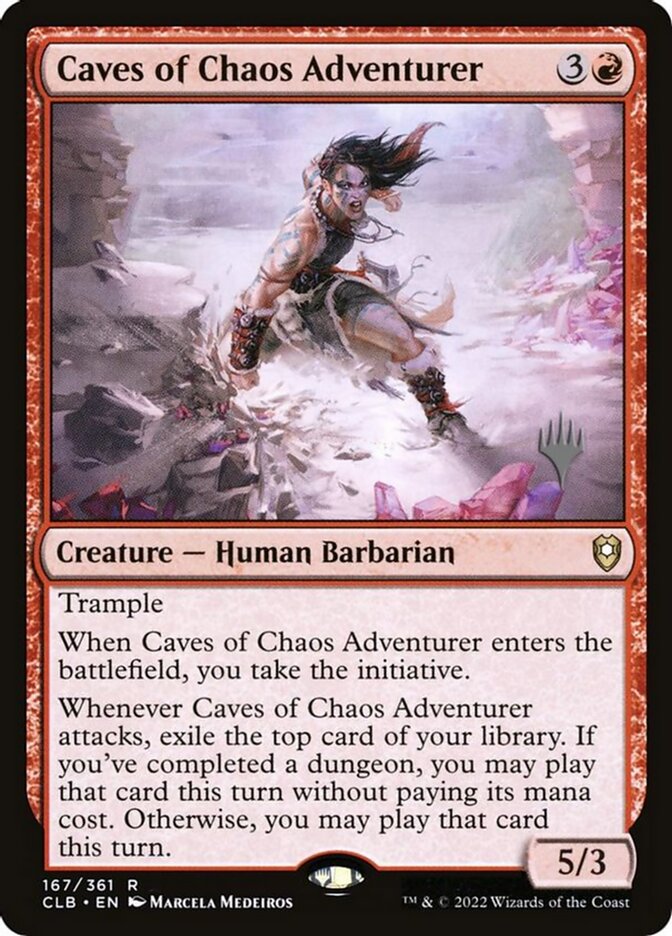 Caves of Chaos Adventurer 3
Creature — Human Barbarian
Trample
When Caves of Chaos Adventurer enters the
battlefield, you take the initiative.
Whenever Caves of Chaos Adventurer
attacks, exile the top card of your library. If
you've completed a dungeon, you may play
that card this turn without paying its mana
cost. Otherwise, you may play that card
this turn.
5/3
167/361 R
CLB • EN Marcela Medeiros
™ & © 2022 Wizards of the Coast